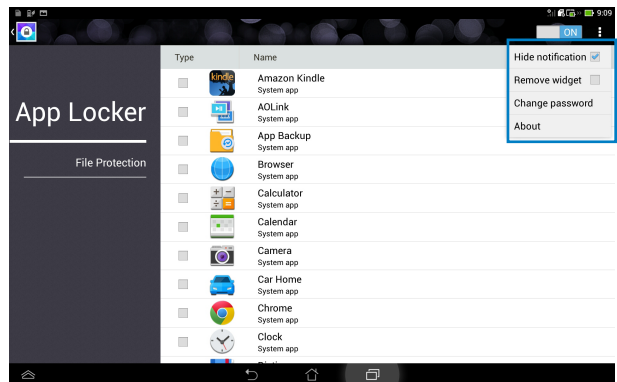 9:09
ON
Type
Name
Hide notification
Remove widget
Change password
About
App Locker
File Protection
kindle
Amazon Kindle
System app
AOLink
System app
App Backup
System app
Browser
System app
Calculator
System app
Calendar
System app
Camera
System app
Car Home
System app
Chrome
System app
Clock
System app